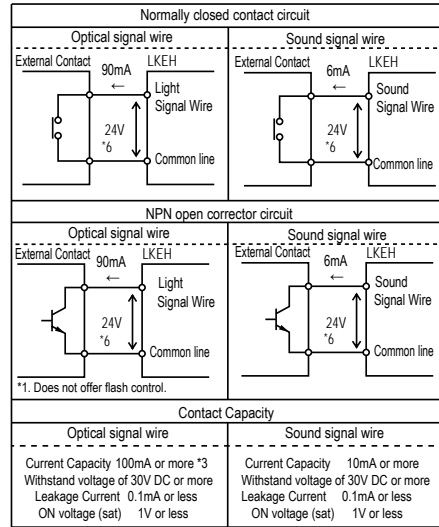 Normally closed contact circuit
Optical signal wire
External Contact
90mA
←
LKEH
Light
Signal Wire
24V
*6
Common line
Sound signal wire
External Contact
6mA
←
LKEH
Sound
Signal Wire
24V
*6
Common line
NPN open corrector circuit
Optical signal wire
External Contact
90mA
←
LKEH
Light
Signal Wire
24V
*6
Common line
*1. Does not offer flash control.
Sound signal wire
External Contact
6mA
←
LKEH
Sound
Signal Wire
24V
*6
Common line
Contact Capacity
Optical signal wire
Current Capacity 100mA or more *3
Withstand voltage of 30V DC or more
Leakage Current 0.1mA or less
ON voltage (sat) 1V or less
Sound signal wire
Current Capacity 10mA or more
Withstand voltage of 30V DC or more
Leakage Current 0.1mA or less
ON voltage (sat) 1V or less